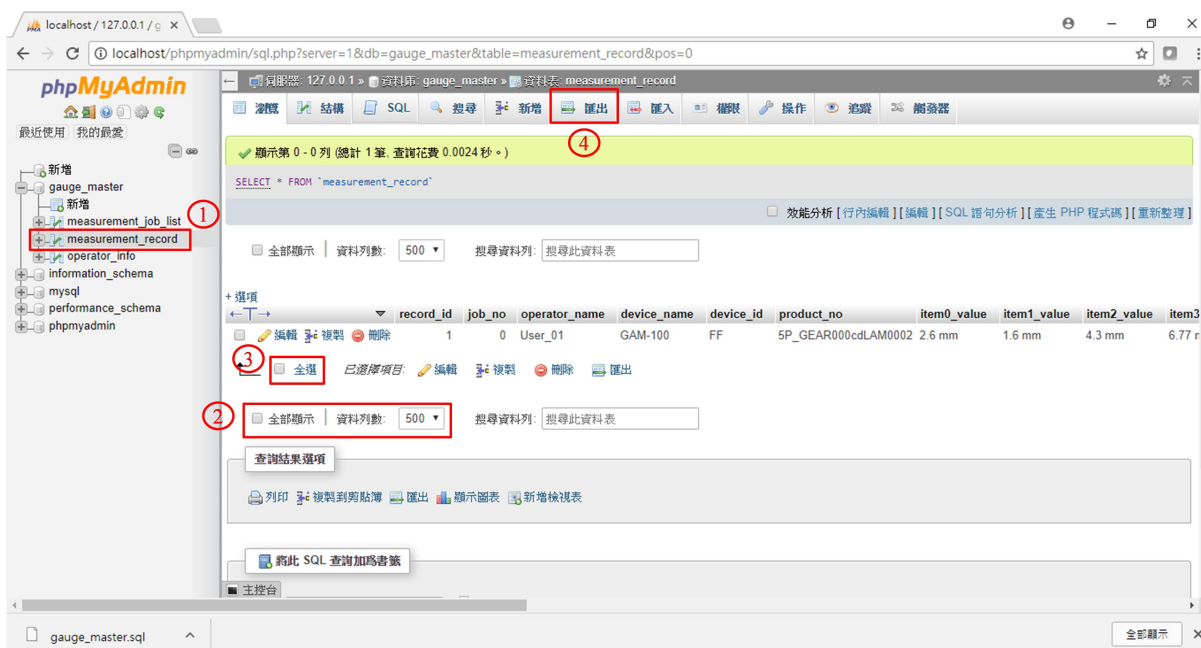 localhost / 127.0.0.1 / g
localhost/phpmyadmin/sql.php?server=1&db=gauge_master&table=measurement_record&pos=0
phpMyAdmin
最近使用 我的最愛
新增
gauge_master
新增
measurement_job_list
measurement_record
operator_info
information_schema
mysql
performance_schema
phpmyadmin
伺服器: 127.0.0.1 » 資料庫: gauge_master » 資料表: measurement_record
瀏覽 結構 SQL 搜尋 新增 匯出 匯入 權限 操作 追蹤 觸發器
④
顯示第 0 - 0 列 (總計 1 筆, 查詢花費 0.0024 秒。)
SELECT * FROM `measurement_record`
①
效能分析 [ 行內編輯 ] [ 編輯 ] [ SQL 語句分析 ] [ 產生 PHP 程式碼 ] [ 重新整理 ]
全部顯示 | 資料列數: 500 搜尋資料列: 搜尋此資料表
+ 選項
←T→ record_id job_no operator_name device_name device_id product_no item0_value item1_value item2_value item3
編輯 複製 刪除 1 0 User_01 GAM-100 FF 5P_GEAR000cdLAM0002 2.6 mm 1.6 mm 4.3 mm 6.77
③
全選 已選擇項目: 編輯 複製 刪除 匯出
②
全部顯示 | 資料列數: 500 搜尋資料列: 搜尋此資料表
查詢結果選項
列印 複製到剪貼簿 匯出 顯示圖表 新增檢視表
將此 SQL 查詢加為書籤
主控台
gauge_master.sql
全部顯示